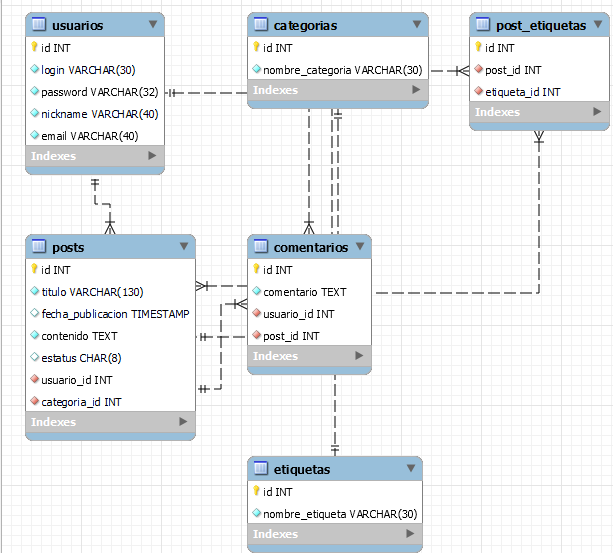 usuarios
id INT
login VARCHAR(30)
password VARCHAR(32)
nickname VARCHAR(40)
email VARCHAR(40)
Indexes
categorias
id INT
nombre_categoria VARCHAR(30)
Indexes
post_etiquetas
id INT
post_id INT
etiqueta_id INT
Indexes
posts
id INT
titulo VARCHAR(130)
fecha_publicacion TIMESTAMP
contenido TEXT
estatus CHAR(8)
usuario_id INT
categoria_id INT
Indexes
comentarios
id INT
comentario TEXT
usuario_id INT
post_id INT
Indexes
etiquetas
id INT
nombre_etiqueta VARCHAR(30)
Indexes